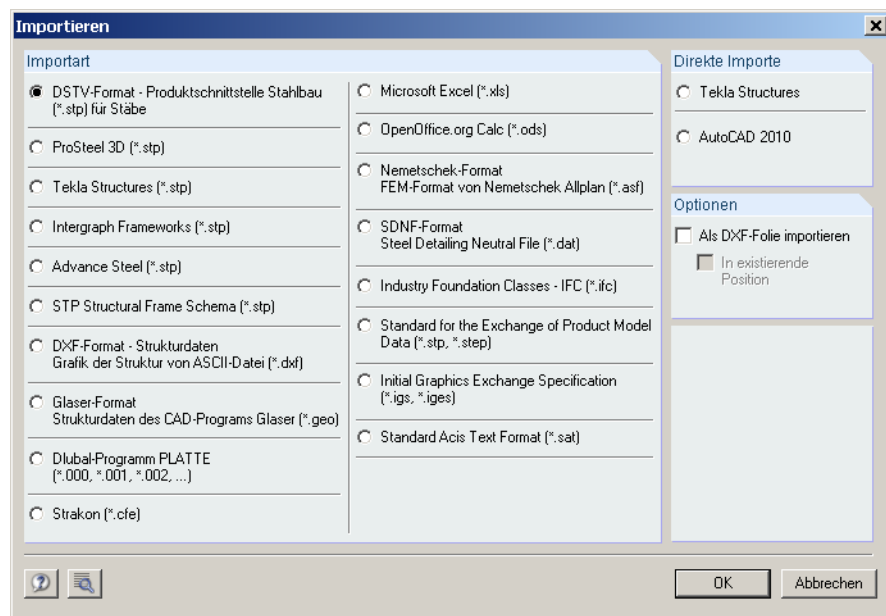 Importieren
Importart
DSTV-Format - Produktschnittstelle Stahlbau
(*.stp) für Stäbe
ProSteel 3D (*.stp)
Tekla Structures (*.stp)
Intergraph Frameworks (*.stp)
Advance Steel (*.stp)
STP Structural Frame Schema (*.stp)
DXF-Format - Strukturdaten
Grafik der Struktur von ASCII-Datei (*.dxf)
Glaser-Format
Strukturdaten des CAD-Programs Glaser (*.geo)
Dlubal-Programm PLATTE
(*.000, *.001, *.002, ...)
Strakon (*.cfe)
Microsoft Excel (*.xls)
OpenOffice.org Calc (*.ods)
Nemetschek-Format
FEM-Format von Nemetschek Allplan (*.asf)
SDNF-Format
Steel Detailing Neutral File (*.dat)
Industry Foundation Classes - IFC (*.ifc)
Standard for the Exchange of Product Model
Data (*.stp, *.step)
Initial Graphics Exchange Specification
(*.igs, *.iges)
Standard Acis Text Format (*.sat)
Direkte Importe
Tekla Structures
AutoCAD 2010
Optionen
Als DXF-Folie importieren
In existierende
Position
OK
Abbrechen